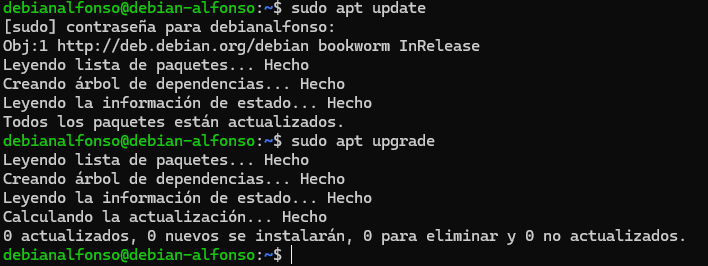 debianalfonso@debian-alfonso:~$ sudo apt update
[sudo] contraseña para debianalfonso:
Obj:1 http://deb.debian.org/debian bookworm InRelease
Leyendo lista de paquetes... Hecho
Creando árbol de dependencias... Hecho
Leyendo la información de estado... Hecho
Todos los paquetes están actualizados.
debianalfonso@debian-alfonso:~$ sudo apt upgrade
Leyendo lista de paquetes... Hecho
Creando árbol de dependencias... Hecho
Leyendo la información de estado... Hecho
Calculando la actualización... Hecho
0 actualizados, 0 nuevos se instalarán, 0 para eliminar y 0 no actualizados.
debianalfonso@debian-alfonso:~$